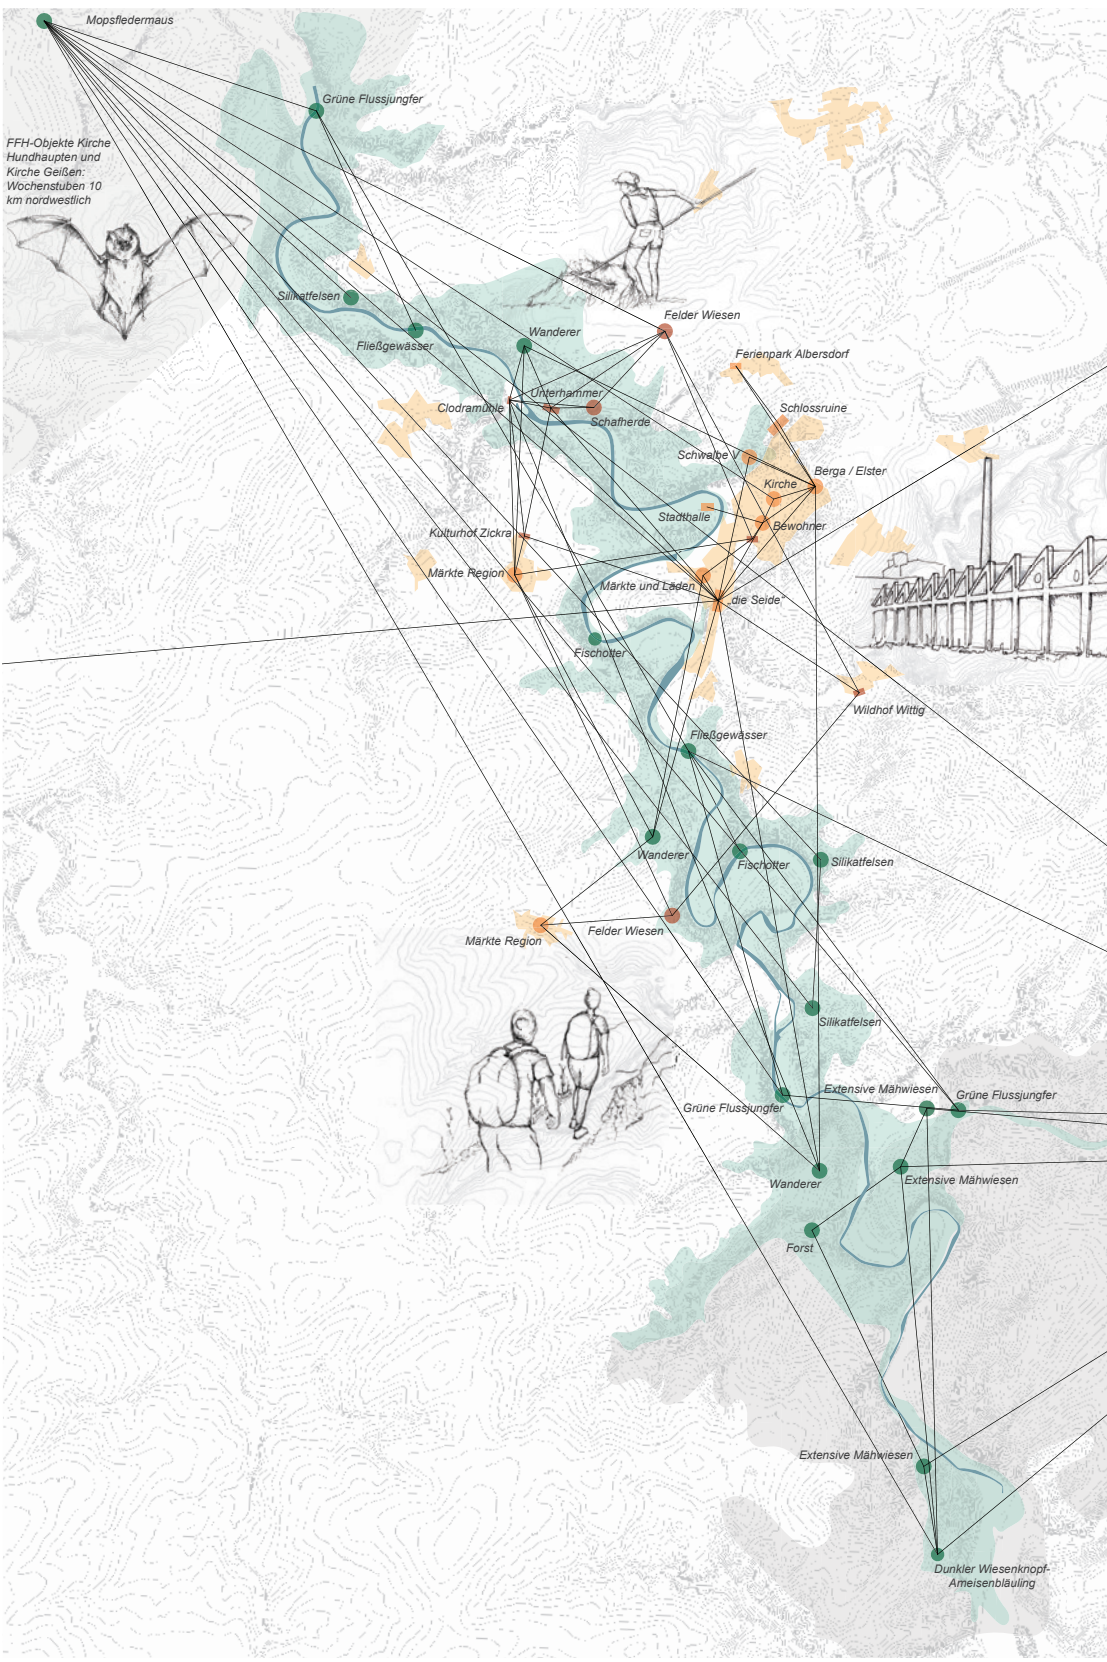 Mopsfledermaus
Grüne Flussjungfer
FFH-Objekte Kirche
Hundhaupten und
Kirche Geißen:
Wochenstuben 10
km nordwestlich
Silikatfelsen
Fließgewässer
Wanderer
Felder Wiesen
Ferienpark Albersdorf
Unterhammer
Clodramühle
Schafherde
Schlossruine
Schwalbe V
Berga / Elster
Kirche
Stadthalle
Bewohner
Kulturhof Zickra
Märkte Region
Märkte und Läden
„die Seide“
Fischotter
Wildhof Wittig
Fließgewässer
Wanderer
Fischotter
Silikatfelsen
Felder Wiesen
Märkte Region
Silikatfelsen
Extensive Mähwiesen
Grüne Flussjungfer
Grüne Flussjungfer
Wanderer
Extensive Mähwiesen
Forst
Extensive Mähwiesen
Dunkler Wiesenknopf-
Ameisenbläuling